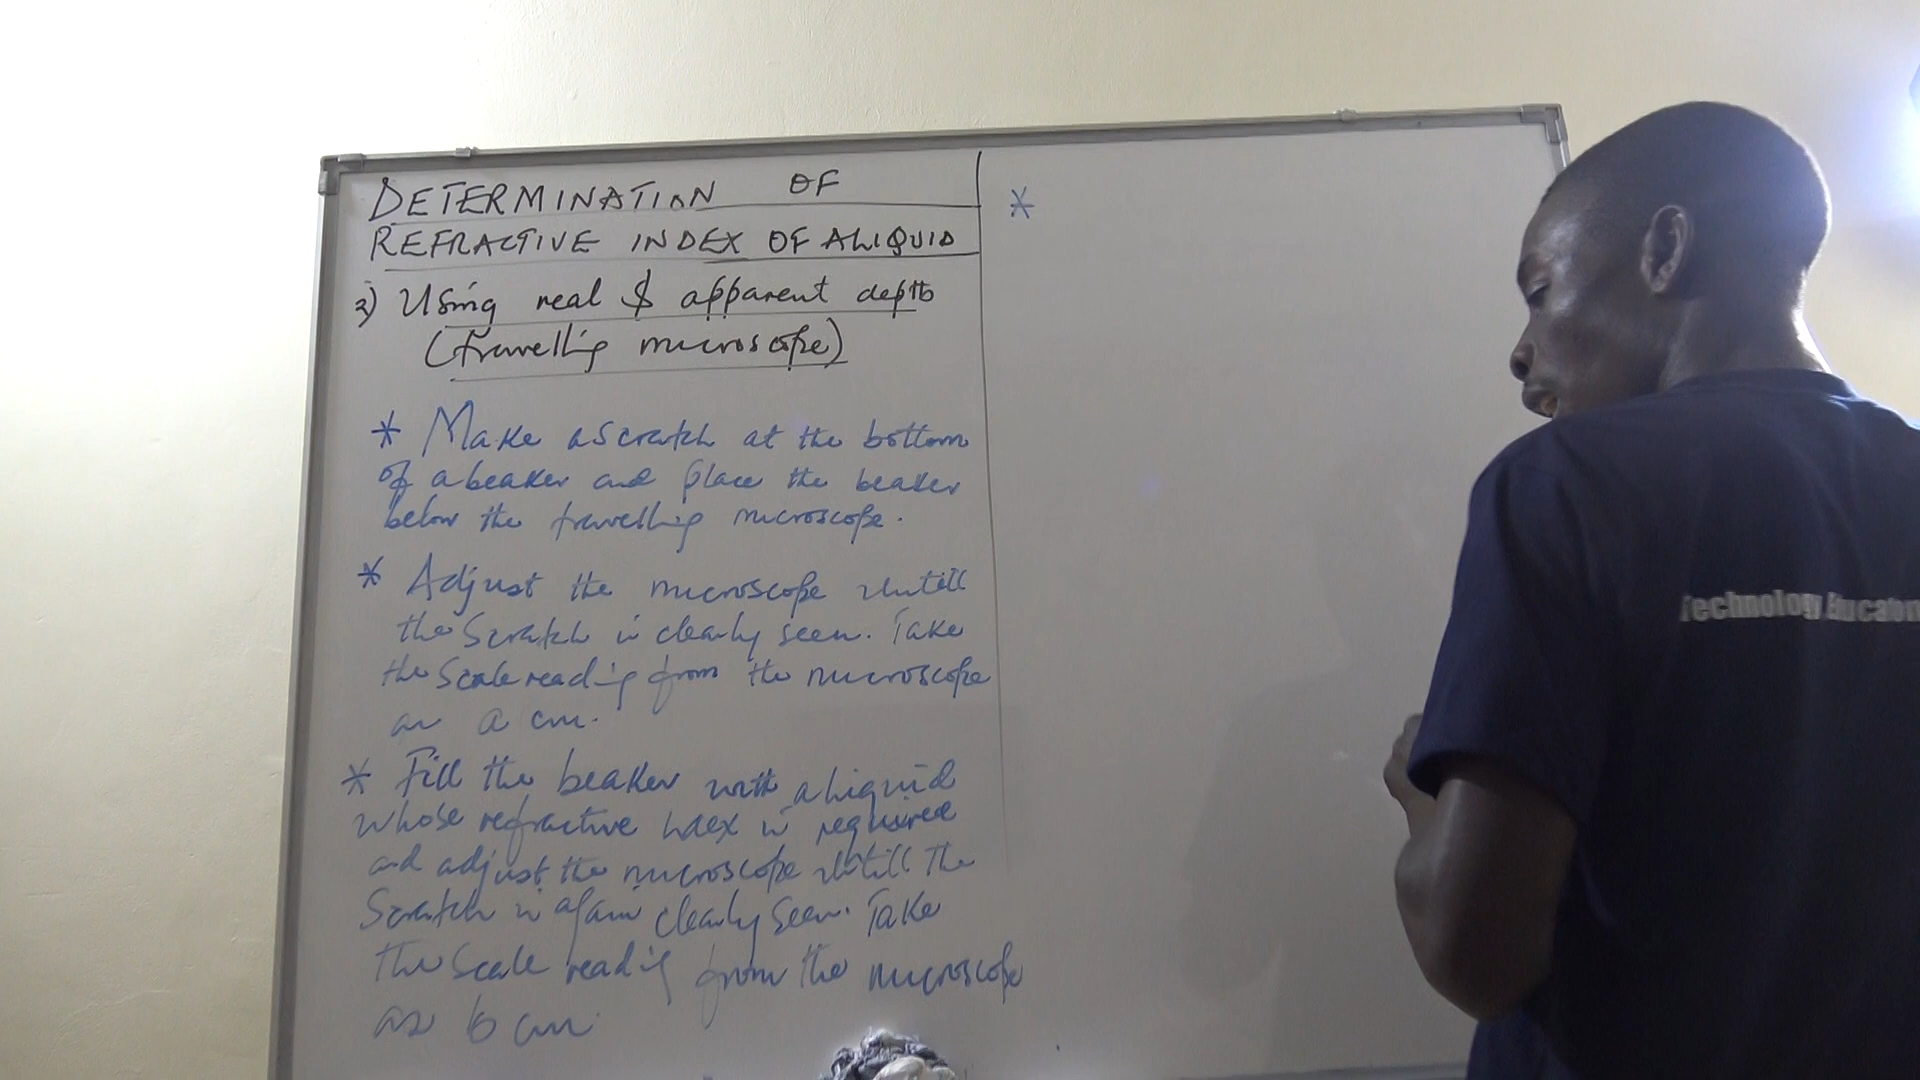 DETERMINATION OF
REFRACTIVE INDEX OF A LIQUID
2) Using real & apparent depth
(travelling microscope)
* Make a scratch at the bottom
of a beaker and place the beaker
below the travelling microscope.
* Adjust the microscope untill
the scratch is clearly seen. Take
the scale reading from the microscope
as a cm.
* Fill the beaker with a liquid
whose refractive index is required
and adjust the microscope untill the
scratch is again clearly seen. Take
the scale reading from the microscope
as b cm.
*
Technology Education